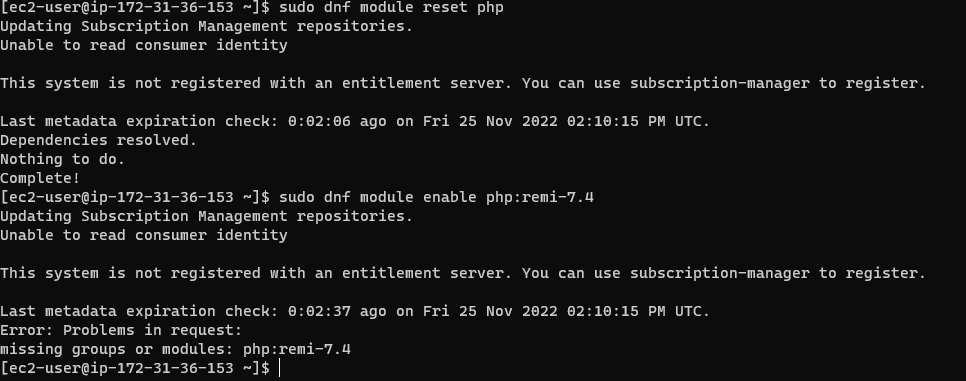 [ec2-user@ip-172-31-36-153 ~]$ sudo dnf module reset php
Updating Subscription Management repositories.
Unable to read consumer identity
This system is not registered with an entitlement server. You can use subscription-manager to register.
Last metadata expiration check: 0:02:06 ago on Fri 25 Nov 2022 02:10:15 PM UTC.
Dependencies resolved.
Nothing to do.
Complete!
[ec2-user@ip-172-31-36-153 ~]$ sudo dnf module enable php:remi-7.4
Updating Subscription Management repositories.
Unable to read consumer identity
This system is not registered with an entitlement server. You can use subscription-manager to register.
Last metadata expiration check: 0:02:37 ago on Fri 25 Nov 2022 02:10:15 PM UTC.
Error: Problems in request:
missing groups or modules: php:remi-7.4
[ec2-user@ip-172-31-36-153 ~]$